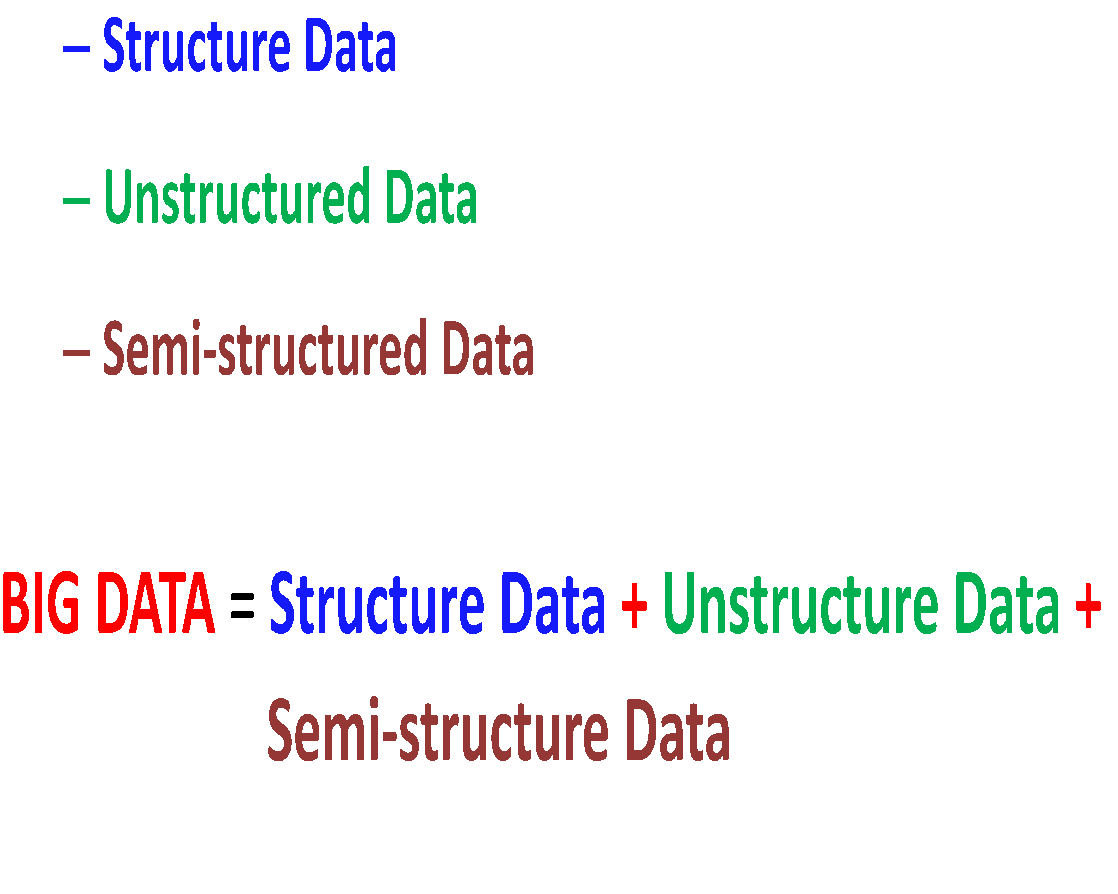 – Structure Data
– Unstructured Data
– Semi-structured Data
BIG DATA = Structure Data + Unstructure Data +
Semi-structure Data